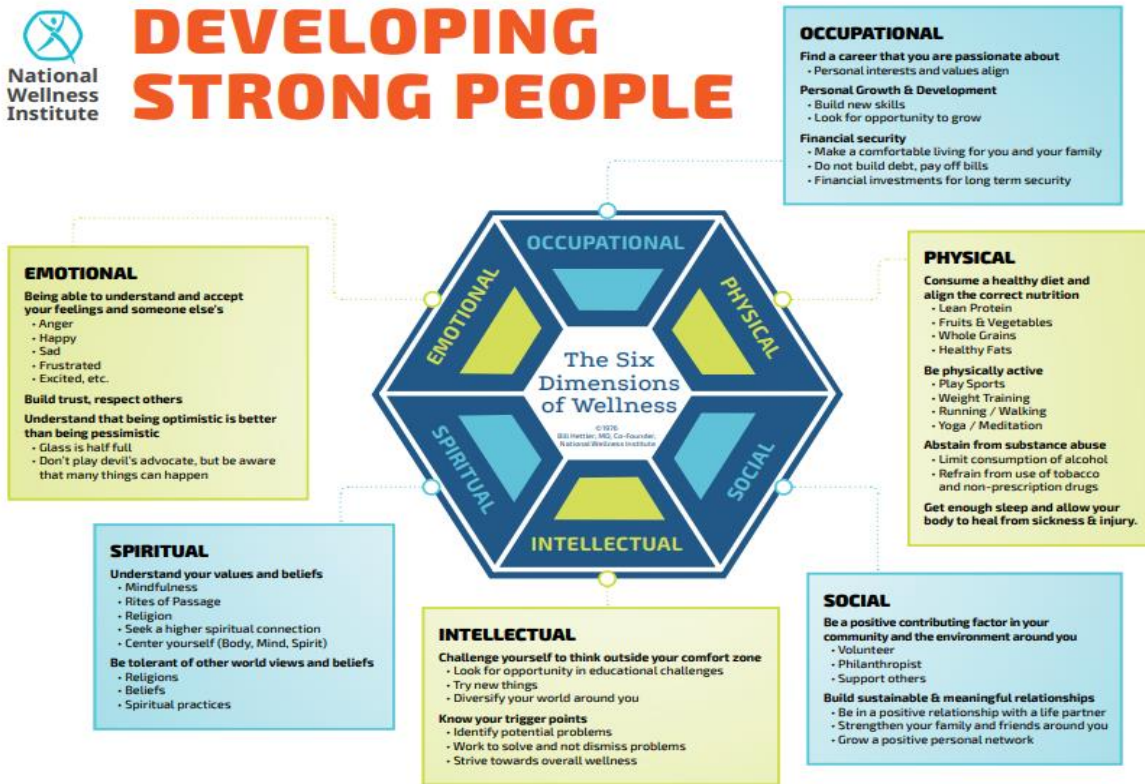 National
Wellness
Institute
DEVELOPING
STRONG PEOPLE
OCCUPATIONAL
Find a career that you are passionate about
• Personal interests and values align
Personal Growth & Development
• Build new skills
• Look for opportunity to grow
Financial security
• Make a comfortable living for you and your family
• Do not build debt, pay off bills
• Financial investments for long term security
EMOTIONAL
Being able to understand and accept
your feelings and someone else's
• Anger
• Happy
• Sad
• Frustrated
• Excited, etc.
Build trust, respect others
Understand that being optimistic is better
than being pessimistic
• Glass is half full
• Don't play devil's advocate, but be aware
that many things can happen
OCCUPATIONAL
PHYSICAL
SOCIAL
INTELLECTUAL
SPIRITUAL
EMOTIONAL
The Six
Dimensions
of Wellness
©1976
Bill Hettler, MD, Co-Founder,
National Wellness Institute
PHYSICAL
Consume a healthy diet and
align the correct nutrition
• Lean Protein
• Fruits & Vegetables
• Whole Grains
• Healthy Fats
Be physically active
• Play Sports
• Weight Training
• Running / Walking
• Yoga / Meditation
Abstain from substance abuse
• Limit consumption of alcohol
• Refrain from use of tobacco
and non-prescription drugs
Get enough sleep and allow your
body to heal from sickness & injury.
SPIRITUAL
Understand your values and beliefs
• Mindfulness
• Rites of Passage
• Religion
• Seek a higher spiritual connection
• Center yourself (Body, Mind, Spirit)
Be tolerant of other world views and beliefs
• Religions
• Beliefs
• Spiritual practices
INTELLECTUAL
Challenge yourself to think outside your comfort zone
• Look for opportunity in educational challenges
• Try new things
• Diversify your world around you
Know your trigger points
• Identify potential problems
• Work to solve and not dismiss problems
• Strive towards overall wellness
SOCIAL
Be a positive contributing factor in your
community and the environment around you
• Volunteer
• Philanthropist
• Support others
Build sustainable & meaningful relationships
• Be in a positive relationship with a life partner
• Strengthen your family and friends around you
• Grow a positive personal network